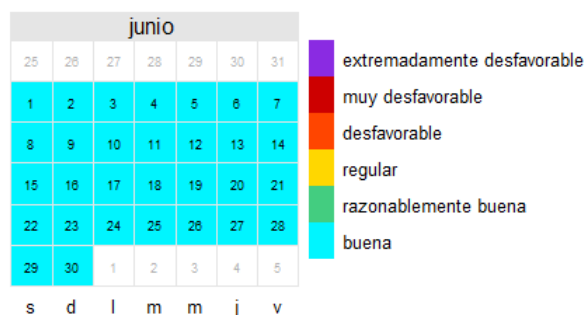 junio
25 26 27 28 29 30 31
1 2 3 4 5 6 7
8 9 10 11 12 13 14
15 16 17 18 19 20 21
22 23 24 25 26 27 28
29 30 1 2 3 4 5
s d l m m j v
extremadamente desfavorable
muy desfavorable
desfavorable
regular
razonablemente buena
buena